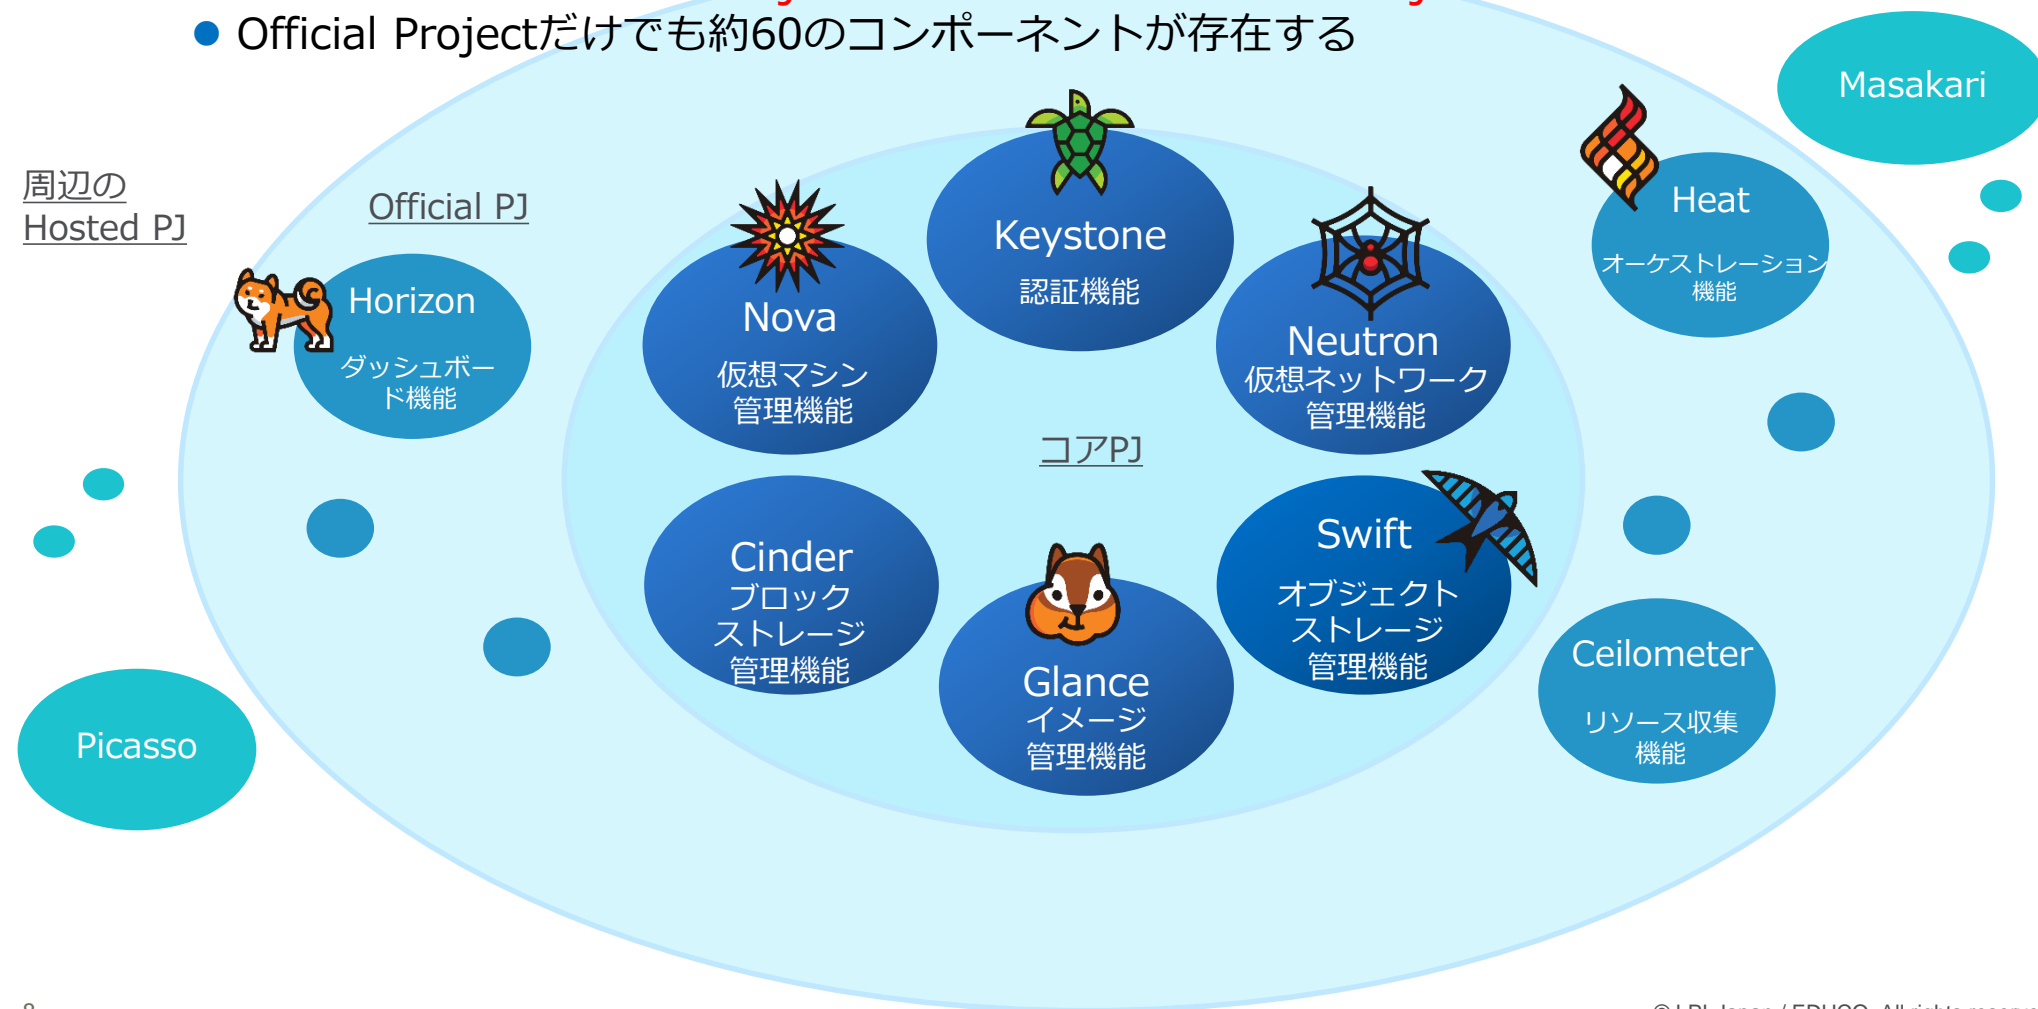 Official Projectだけでも約60のコンポーネントが存在する
Masakari
周辺の
Hosted PJ
Official PJ
Keystone
認証機能
Heat
オーケストレーション
機能
Horizon
ダッシュボー
ド機能
Nova
仮想マシン
管理機能
Neutron
仮想ネットワーク
管理機能
コアPJ
Cinder
ブロック
ストレージ
管理機能
Swift
オブジェクト
ストレージ
管理機能
Glance
イメージ
管理機能
Ceilometer
リソース収集
機能
Picasso